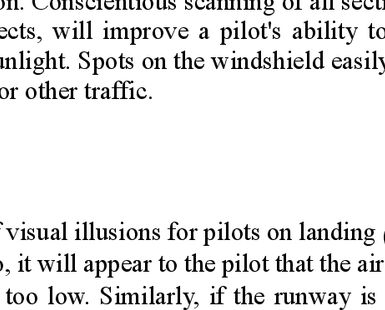 on. Conscientious scanning of all secti
ects, will improve a pilot's ability to
unlight. Spots on the windshield easily
or other traffic.
f visual illusions for pilots on landing (
o, it will appear to the pilot that the air
too low. Similarly, if the runway is